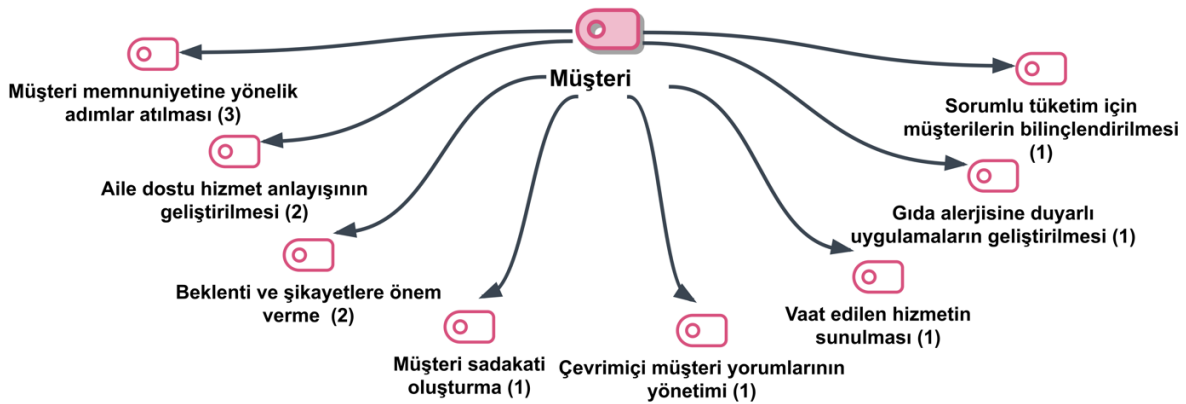 Müşteri
Müşteri memnuniyetine yönelik
adımlar atılması (3)
Aile dostu hizmet anlayışının
geliştirilmesi (2)
Beklenti ve şikayetlere önem
verme (2)
Müşteri sadakati
oluşturma (1)
Çevrimiçi müşteri yorumlarının
yönetimi (1)
Vaat edilen hizmetin
sunulması (1)
Gıda alerjisine duyarlı
uygulamaların geliştirilmesi (1)
Sorumlu tüketim için
müşterilerin bilinçlendirilmesi
(1)